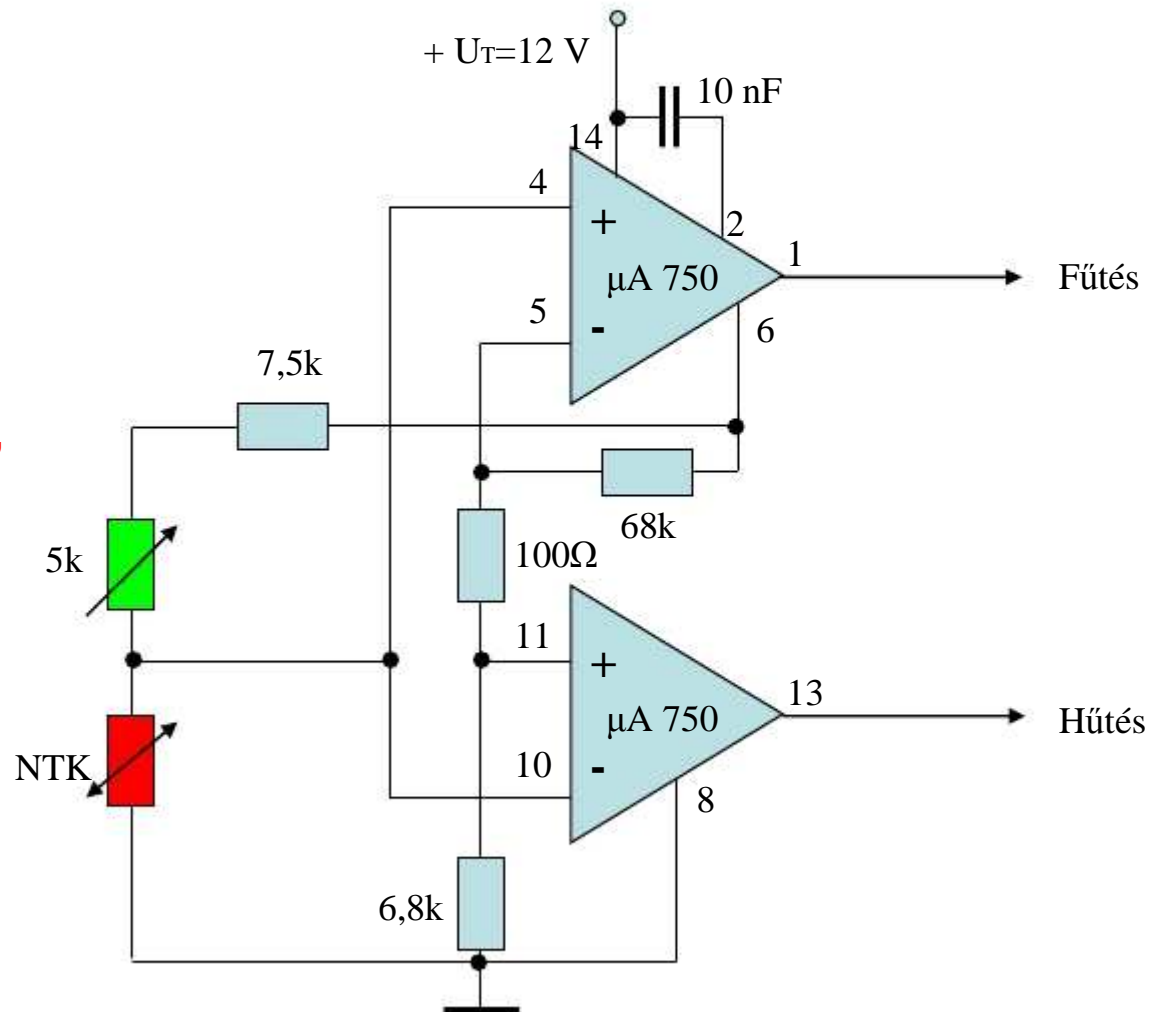 + UT=12 V
10 nF
14
4
+
2
µA 750
1
Fűtés
5
-
6
7,5k
68k
5k
100Ω
11
+
13
µA 750
Hűtés
NTK
10
-
8
6,8k